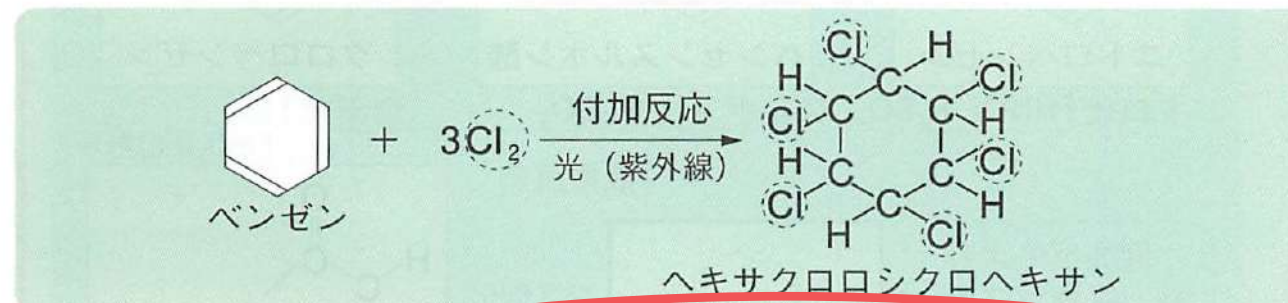 Cl H
H C Cl
C C
Cl H
H Cl
C C
Cl C H
H Cl
ベンゼン + 3Cl₂ 付加反応
光（紫外線）
ヘキサクロロシクロヘキサン